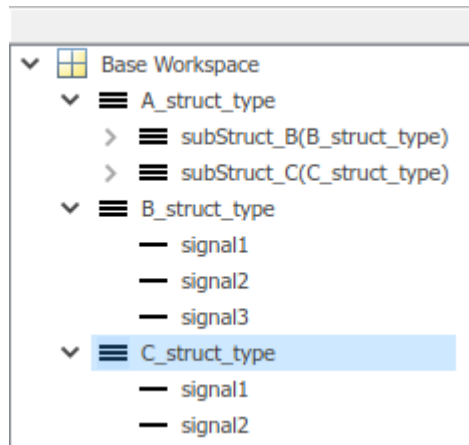 Base Workspace
A_struct_type
subStruct_B(B_struct_type)
subStruct_C(C_struct_type)
B_struct_type
signal1
signal2
signal3
C_struct_type
signal1
signal2